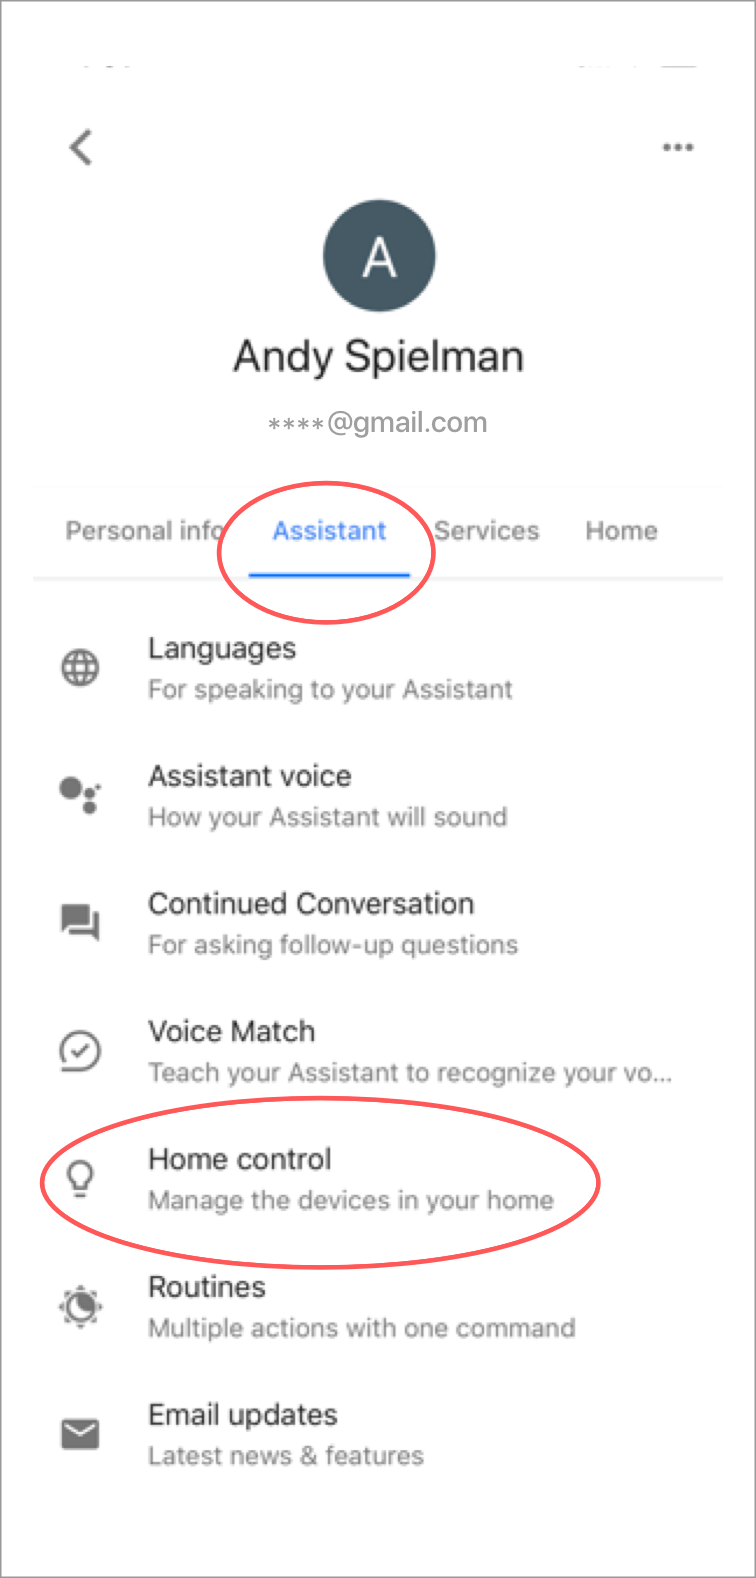 A
Andy Spielman
****@gmail.com
Personal info Assistant Services Home
Languages
For speaking to your Assistant
Assistant voice
How your Assistant will sound
Continued Conversation
For asking follow-up questions
Voice Match
Teach your Assistant to recognize your vo...
Home control
Manage the devices in your home
Routines
Multiple actions with one command
Email updates
Latest news & features